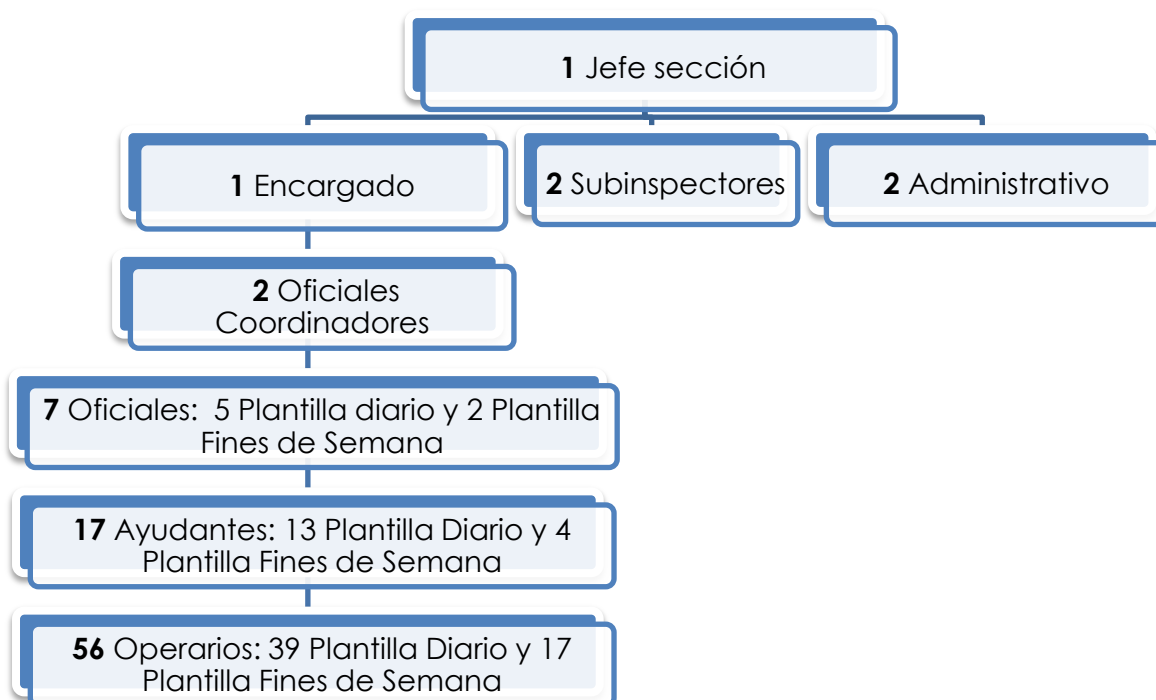 1 Jefe sección
1 Encargado
2 Subinspectores
2 Administrativo
2 Oficiales
Coordinadores
7 Oficiales: 5 Plantilla diario y 2 Plantilla
Fines de Semana
17 Ayudantes: 13 Plantilla Diario y 4
Plantilla Fines de Semana
56 Operarios: 39 Plantilla Diario y 17
Plantilla Fines de Semana